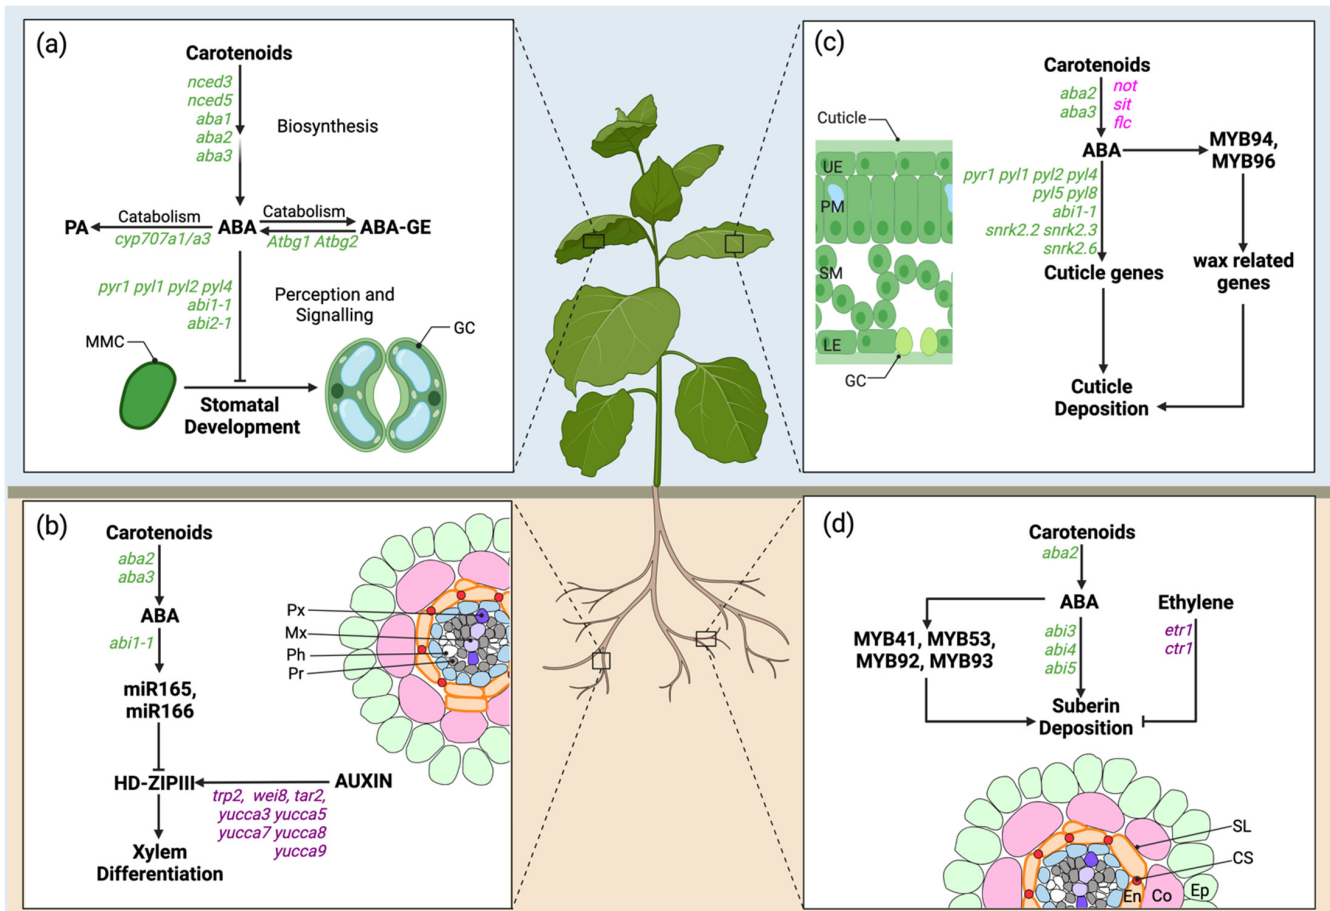 (a)
Carotenoids
nced3
nced5
aba1
aba2
aba3
Biosynthesis
PA
Catabolism
cyp707a1/a3
ABA
Catabolism
Atbg1 Atbg2
ABA-GE
pyr1 pyl1 pyl2 pyl4
abi1-1
abi2-1
Perception and
Signalling
MMC
GC
Stomatal
Development
(c)
Carotenoids
aba2
aba3
not
sit
flc
ABA
MYB94,
MYB96
pyr1 pyl1 pyl2 pyl4
pyl5 pyl8
abi1-1
snrk2.2 snrk2.3
snrk2.6
Cuticle genes
wax related
genes
Cuticle
Deposition
Cuticle
UE
PM
SM
LE
GC
(b)
Carotenoids
aba2
aba3
ABA
abi1-1
miR165,
miR166
HD-ZIPIII
AUXIN
trp2, wei8, tar2,
yucca3 yucca5
yucca7 yucca8
yucca9
Xylem
Differentiation
Px
Mx
Ph
Pr
(d)
Carotenoids
aba2
ABA
Ethylene
MYB41, MYB53,
MYB92, MYB93
abi3
abi4
abi5
etr1
ctr1
Suberin
Deposition
SL
CS
En
Co
Ep